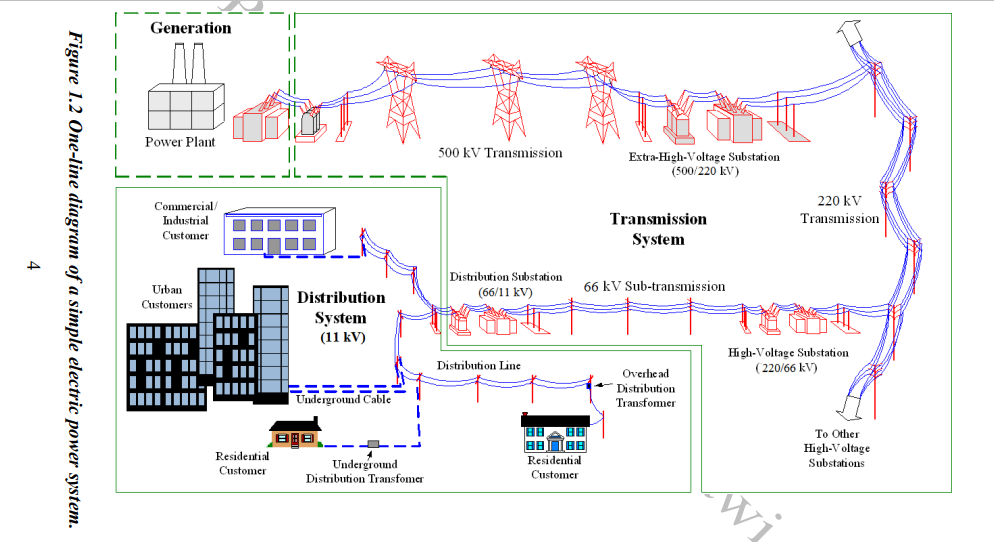 Generation
Power Plant
500 kV Transmission
Extra-High-Voltage Substation
(500/220 kV)
220 kV
Transmission
Transmission
System
Commercial/
Industrial
Customer
Urban
Customers
Distribution
System
(11 kV)
Distribution Substation
(66/11 kV)
66 kV Sub-transmission
High-Voltage Substation
( 220/66 kV)
Distribution Line
Overhead
Distribution
Transformer
Underground Cable
Residential
Customer
Underground
Distribution Transfomer
Residential
Customer
To Other
High-Voltage
Substations
Figure 1.2 One-line diagram of a simple electric power system.
4